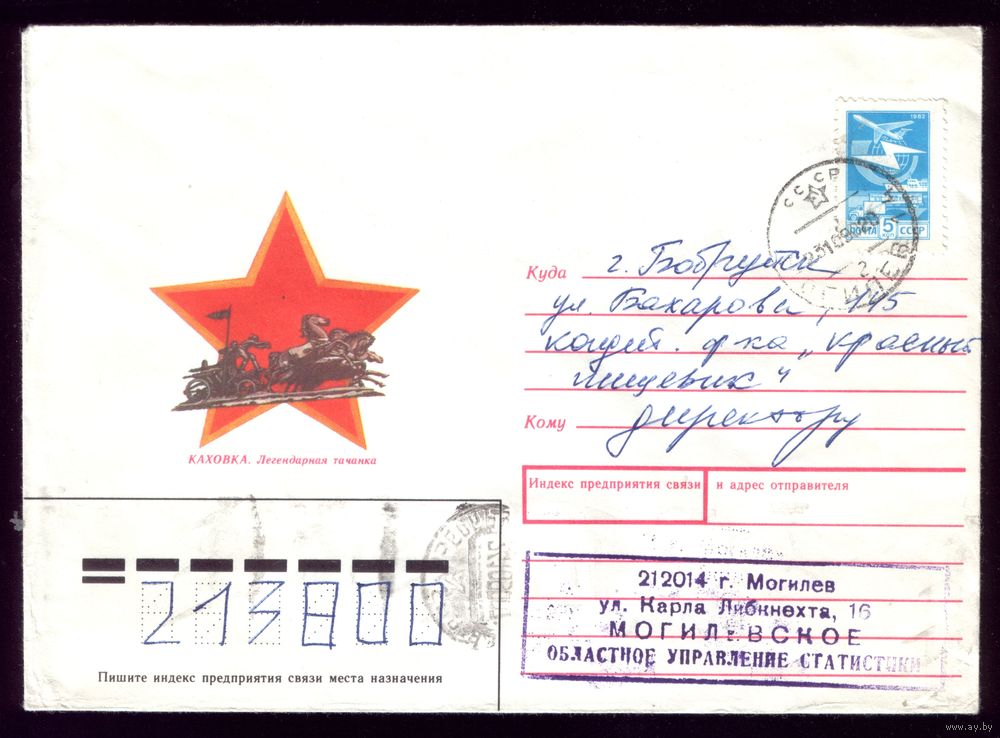 1982
ПОЧТА 5 КОП СССР
СССР
Куда г. Бобруйск
ул. Бахарова, 145
кондит. ф-ка „Красный
пищевик"
Кому директору
КАХОВКА. Легендарная тачанка
Индекс предприятия связи и адрес отправителя
213800
Пишите индекс предприятия связи места назначения
212014 г. Могилев
ул. Карла Либкнехта, 16
МОГИЛЕВСКОЕ
ОБЛАСТНОЕ УПРАВЛЕНИЕ СТАТИСТИКИ
www.ay.by